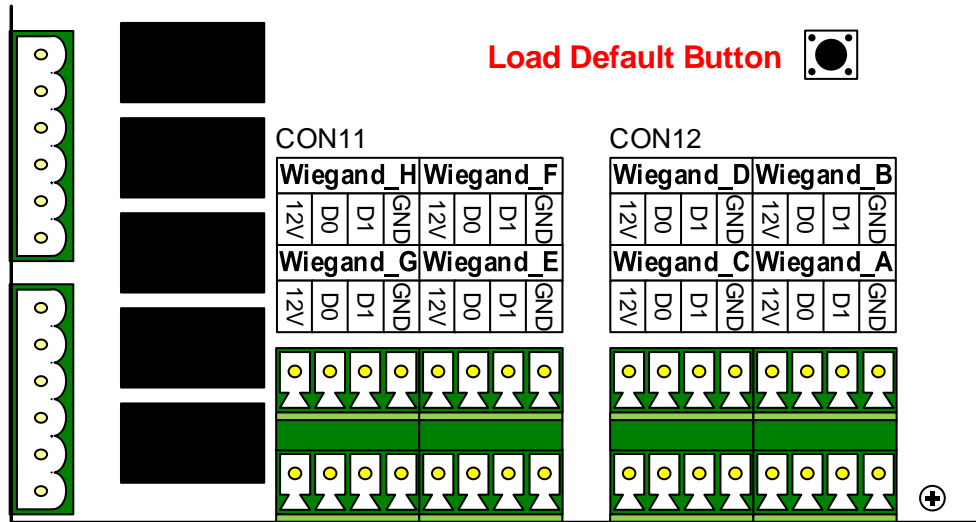 Load Default Button
CON11
CON12
Wiegand_H Wiegand_F
Wiegand_D Wiegand_B
12V D0 D1 GND 12V D0 D1 GND
12V D0 D1 GND 12V D0 D1 GND
Wiegand_G Wiegand_E
Wiegand_C Wiegand_A
12V D0 D1 GND 12V D0 D1 GND
12V D0 D1 GND 12V D0 D1 GND